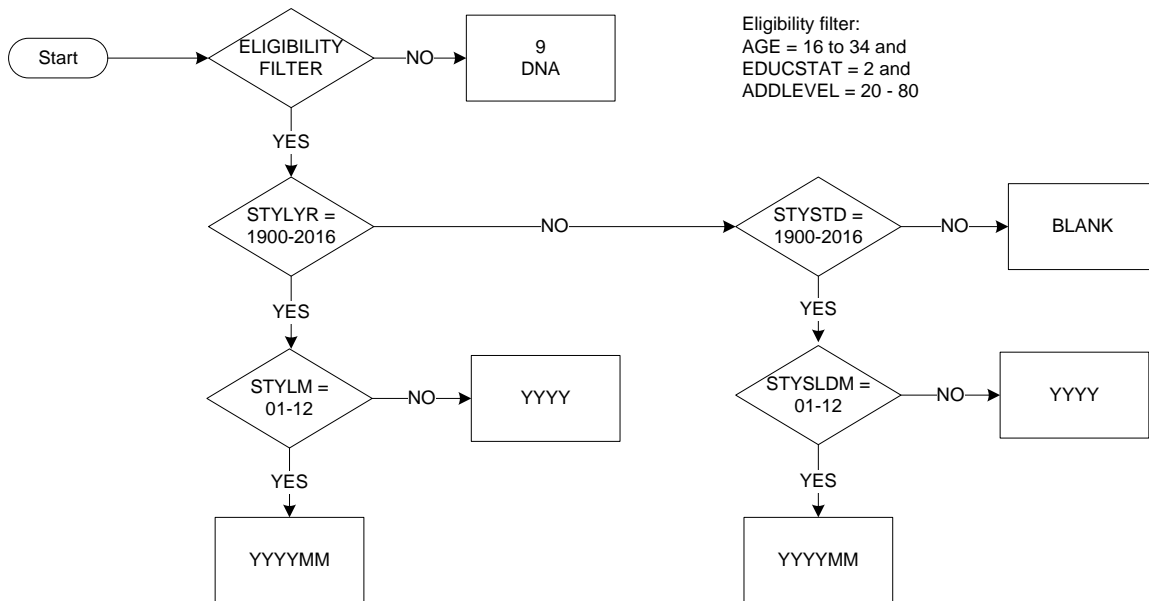 Start
ELIGIBILITY
FILTER
NO
9
DNA
Eligibility filter:
AGE = 16 to 34 and
EDUCSTAT = 2 and
ADDLEVEL = 20 - 80
YES
STYLYR =
1900-2016
NO
STYSTD =
1900-2016
NO
BLANK
YES
YES
STYLM =
01-12
NO
YYYY
STYSLDM =
01-12
NO
YYYY
YES
YES
YYYYMM
YYYYMM